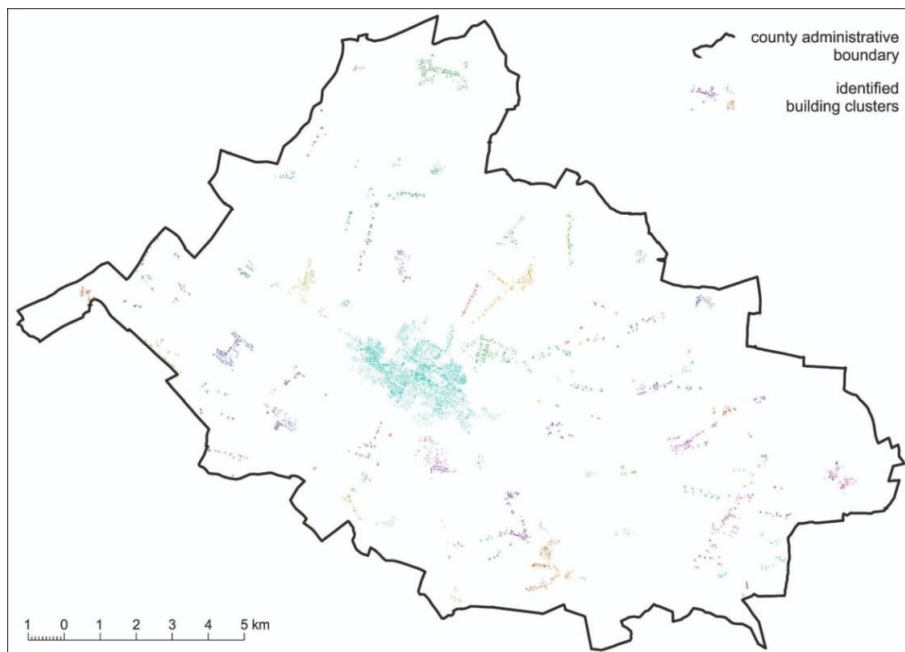 county administrative
boundary
identified
building clusters
1 0 1 2 3 4 5 km